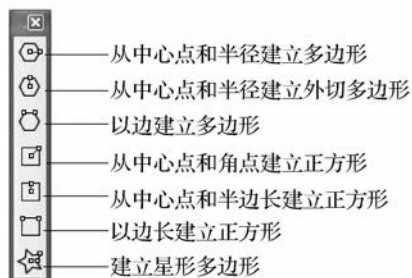 从中心点和半径建立多边形
从中心点和半径建立外切多边形
以边建立多边形
从中心点和角点建立正方形
从中心点和半边长建立正方形
以边长建立正方形
建立星形多边形